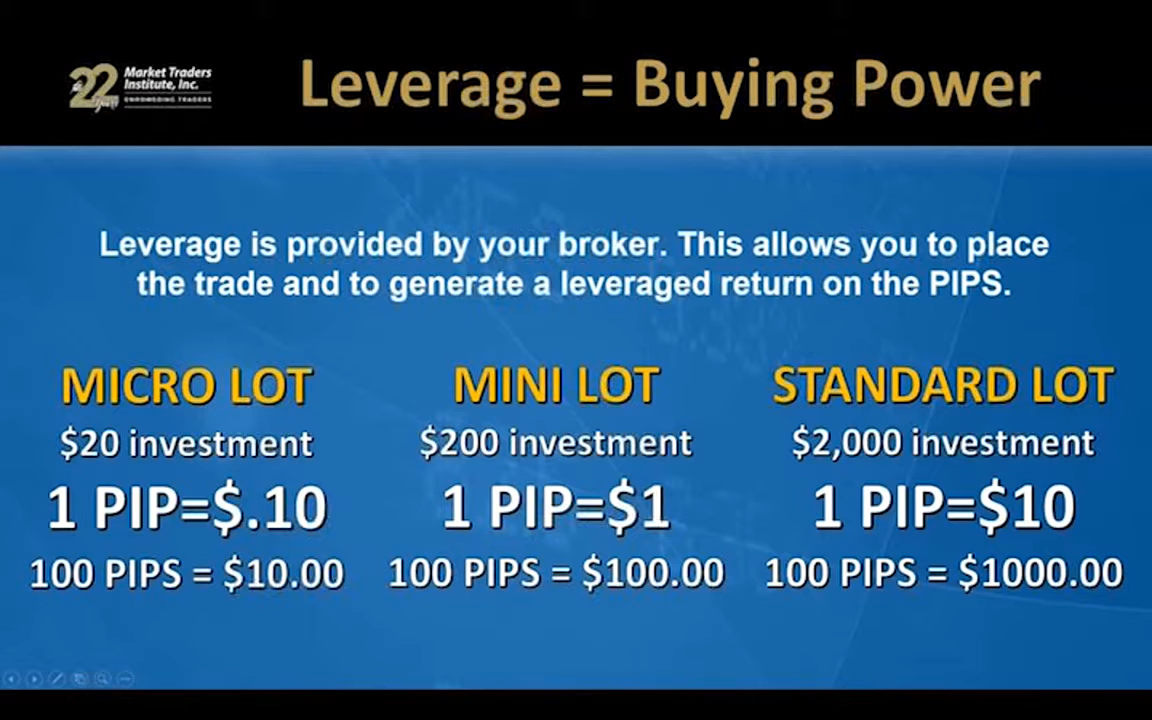 22
Years
Market Traders
Institute, Inc.
EMPOWERING TRADERS
Leverage = Buying Power
Leverage is provided by your broker. This allows you to place
the trade and to generate a leveraged return on the PIPS.
MICRO LOT
$20 investment
1 PIP=$.10
100 PIPS = $10.00
MINI LOT
$200 investment
1 PIP=$1
100 PIPS = $100.00
STANDARD LOT
$2,000 investment
1 PIP=$10
100 PIPS = $1000.00